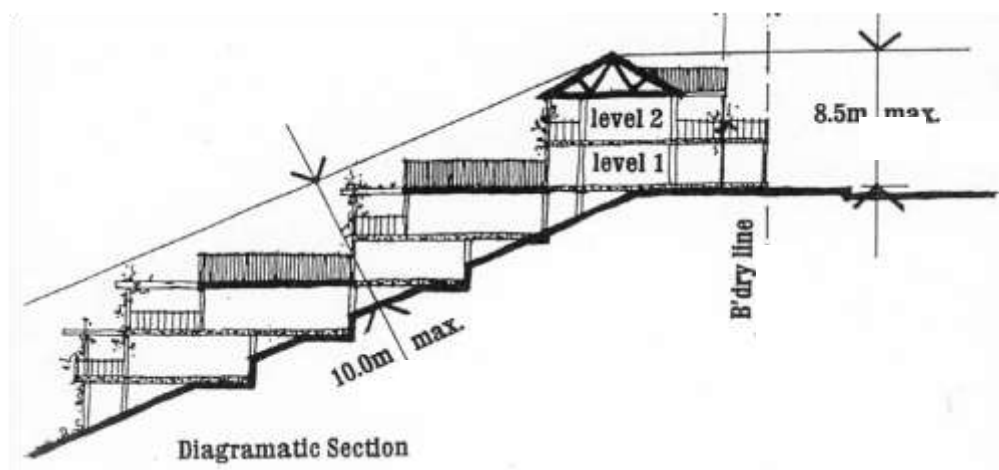 level 2
8.5m max.
level 1
B'dry line
10.0m max.
Diagramatic Section